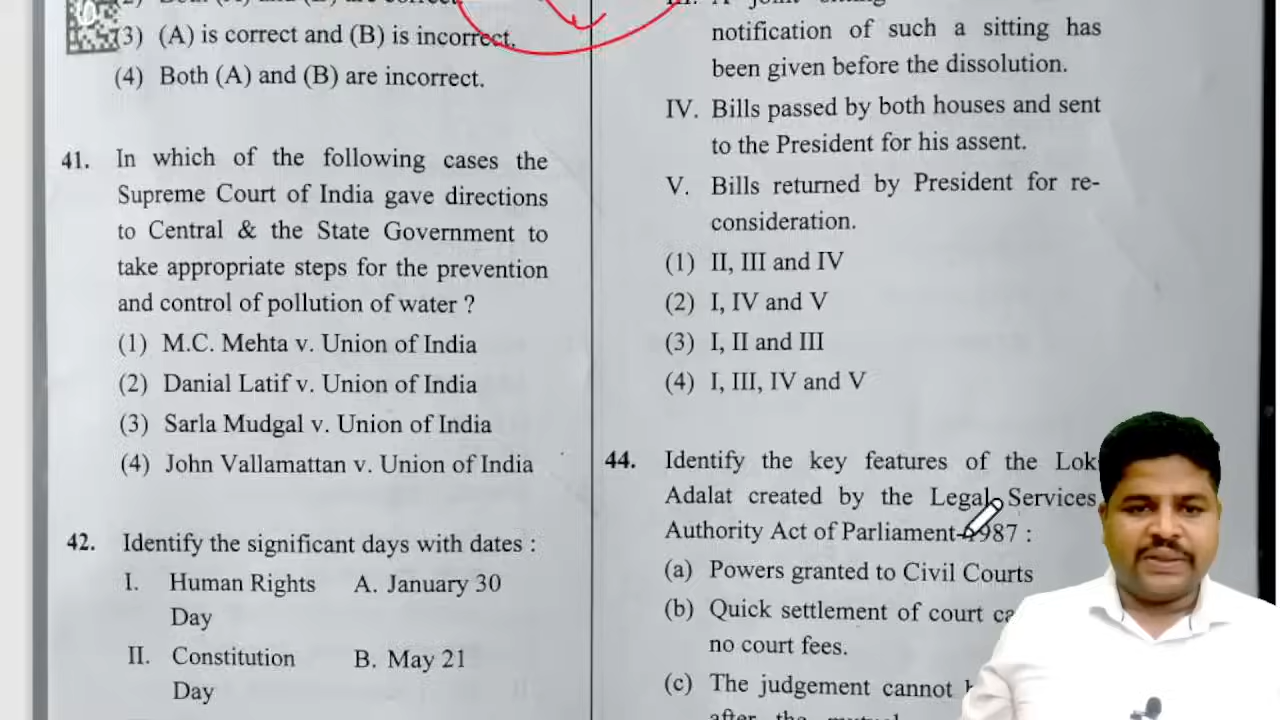 (3) (A) is correct and (B) is incorrect.
(4) Both (A) and (B) are incorrect.
41. In which of the following cases the
Supreme Court of India gave directions
to Central & the State Government to
take appropriate steps for the prevention
and control of pollution of water ?
(1) M.C. Mehta v. Union of India
(2) Danial Latif v. Union of India
(3) Sarla Mudgal v. Union of India
(4) John Vallamattan v. Union of India
42. Identify the significant days with dates :
I. Human Rights A. January 30
Day
II. Constitution B. May 21
Day
notification of such a sitting has
been given before the dissolution.
IV. Bills passed by both houses and sent
to the President for his assent.
V. Bills returned by President for re-
consideration.
(1) II, III and IV
(2) I, IV and V
(3) I, II and III
(4) I, III, IV and V
44. Identify the key features of the Lok
Adalat created by the Legal Services
Authority Act of Parliament-1987 :
(a) Powers granted to Civil Courts
(b) Quick settlement of court
no court fees.
(c) The judgement cannot
after the mutual